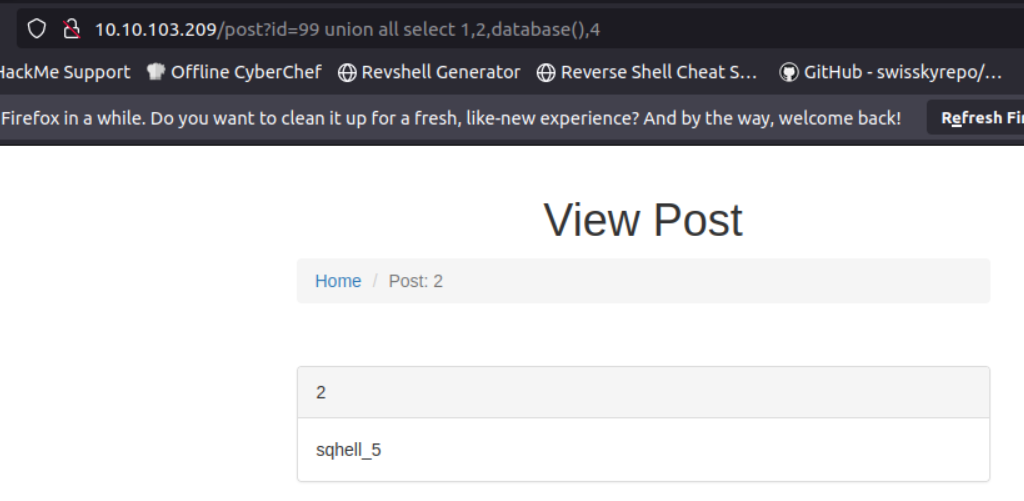 10.10.103.209/post?id=99 union all select 1,2,database(),4
HackMe Support Offline CyberChef Revshell Generator Reverse Shell Cheat S... GitHub - swisskyrepo/...
Firefox in a while. Do you want to clean it up for a fresh, like-new experience? And by the way, welcome back! Refresh Fi
View Post
Home / Post: 2
2
sqhell_5